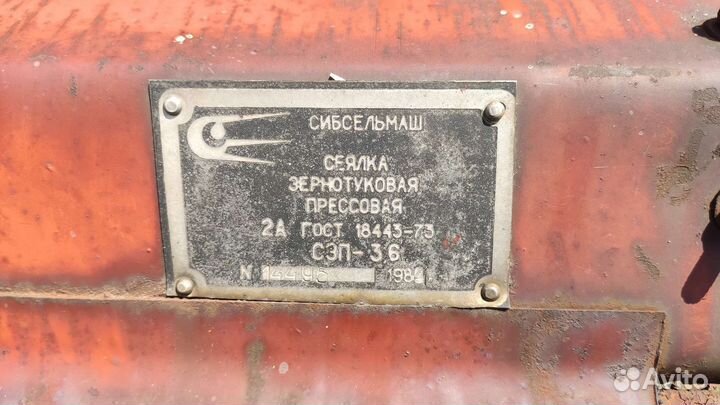 СИБСЕЛЬМАШ
СЕЯЛКА
ЗЕРНОТУКОВАЯ
ПРЕССОВАЯ
2А ГОСТ 18443-73
СЗП-3.6
N 14496 1984
Avito